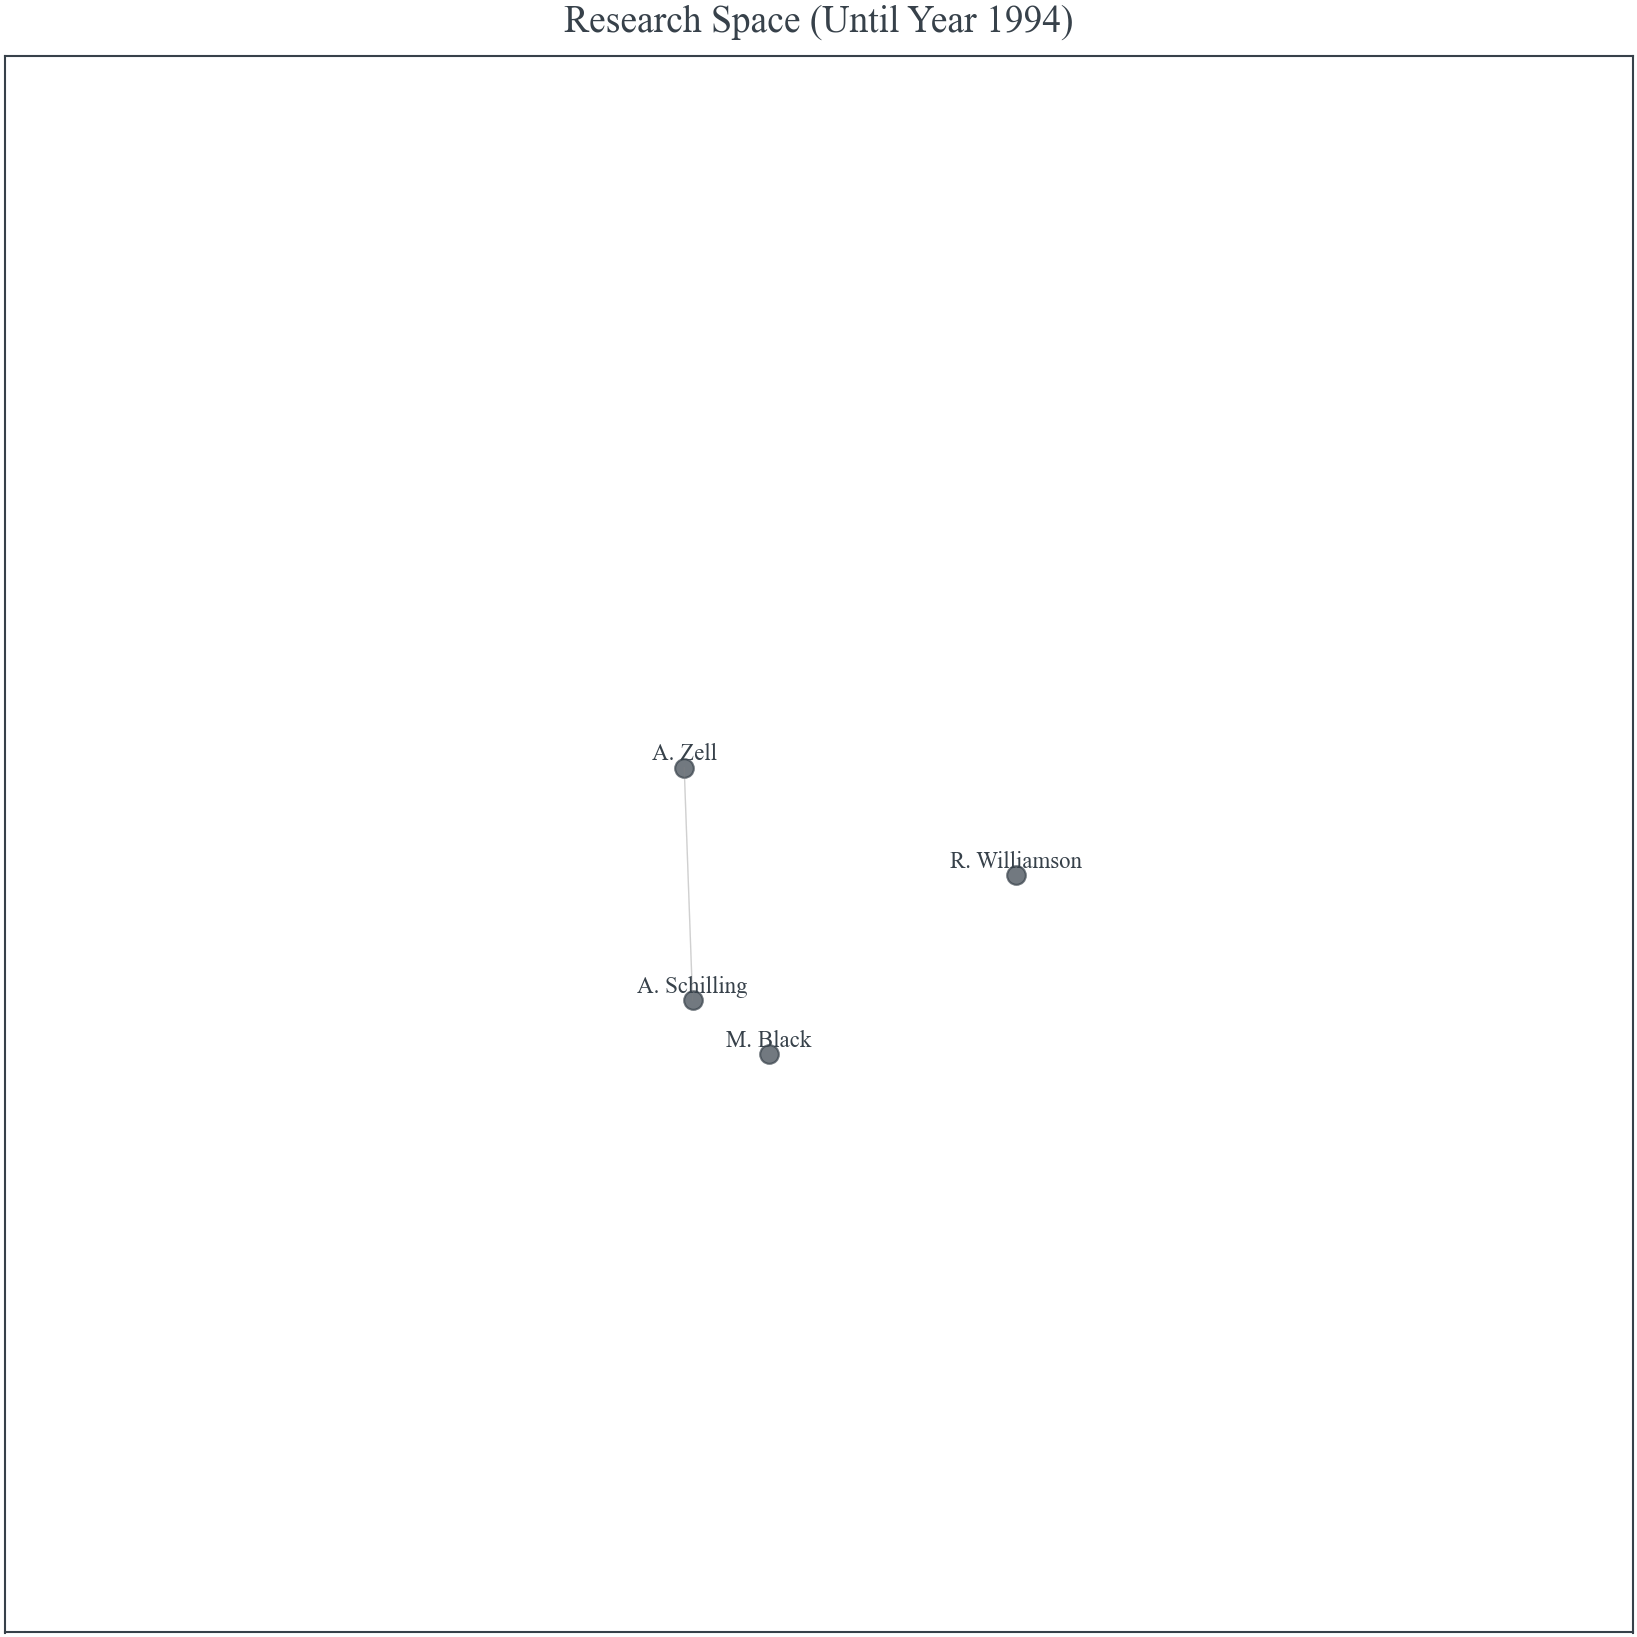 Research Space (Until Year 1994)
A. Zell
R. Williamson
A. Schilling
M. Black